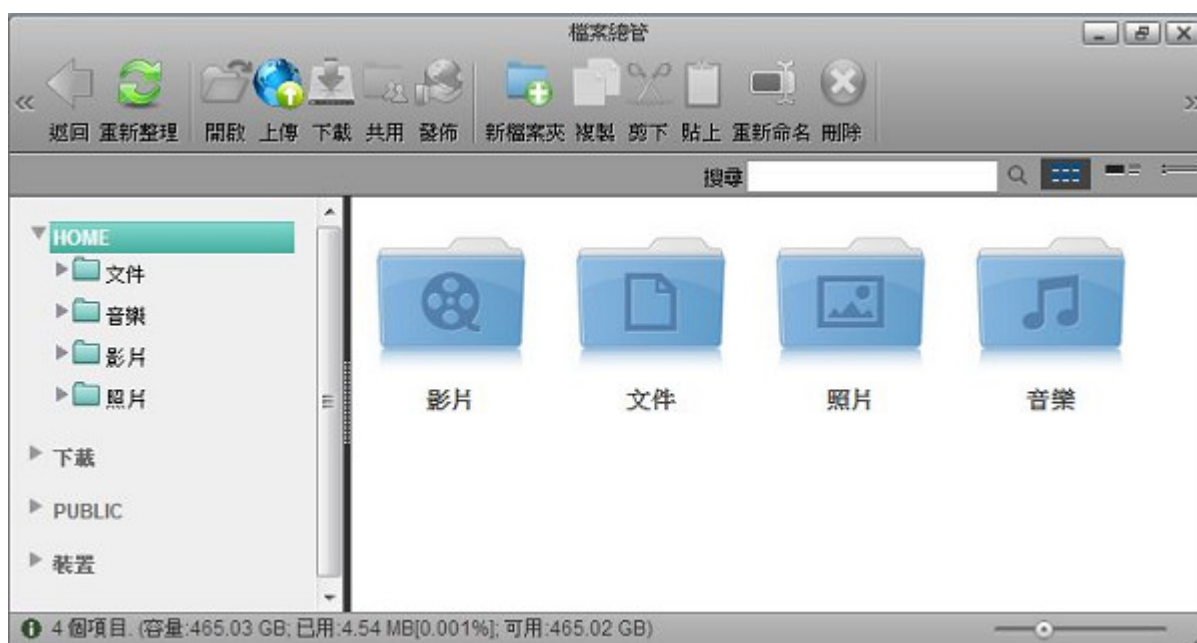 檔案總管
返回 重新整理 開啟 上傳 下載 共用 發佈 新檔案夾 複製 剪下 貼上 重新命名 刪除
搜尋
HOME
文件
音樂
影片
照片
下載
PUBLIC
裝置
影片 文件 照片 音樂
4 個項目. (容量:465.03 GB; 已用:4.54 MB[0.001%]; 可用:465.02 GB)